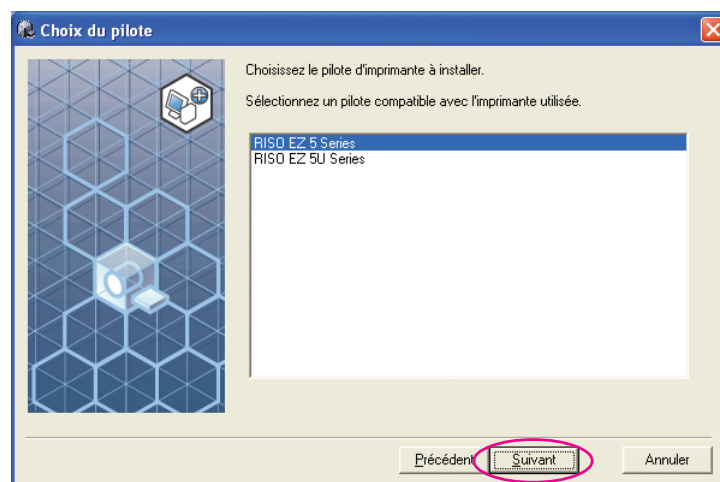 Choix du pilote
Choisissez le pilote d'imprimante à installer.
Sélectionnez un pilote compatible avec l'imprimante utilisée.
RISO EZ 5 Series
RISO EZ 5U Series
Précédent
Suivant
Annuler